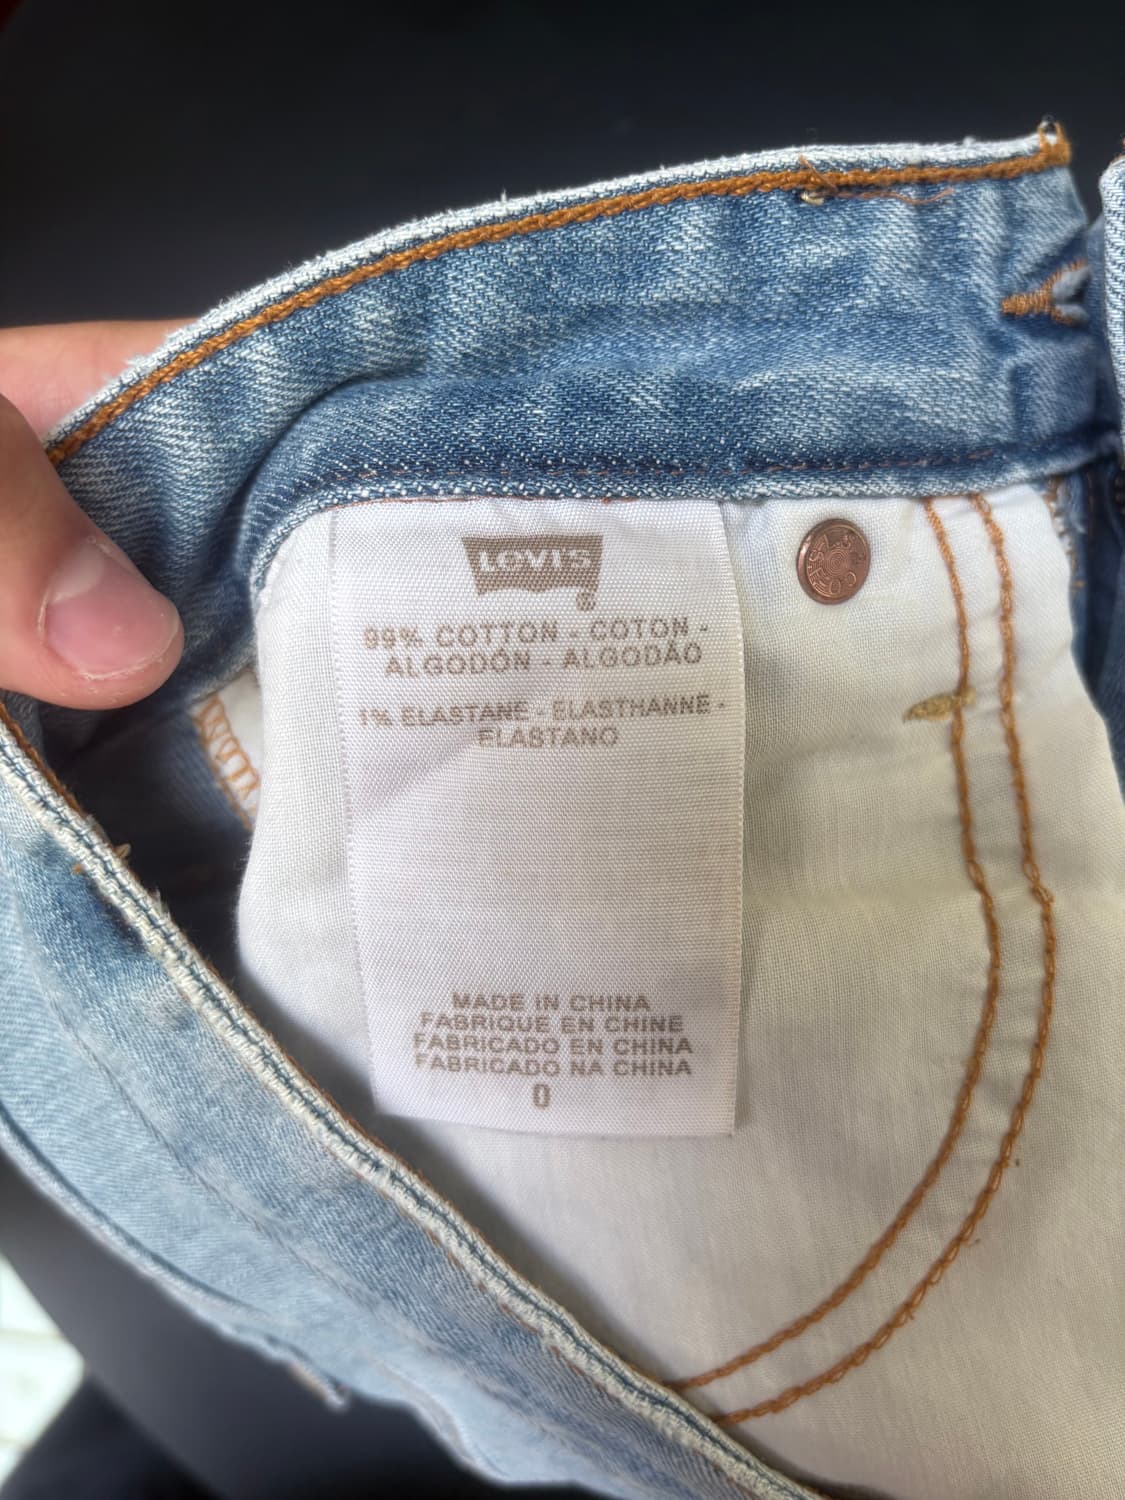 LEVI'S
®
99% COTTON - COTON -
ALGODÓN - ALGODÃO
1% ELASTANE - ELASTHANNE -
ELASTANO
MADE IN CHINA
FABRIQUE EN CHINE
FABRICADO EN CHINA
FABRICADO NA CHINA
0